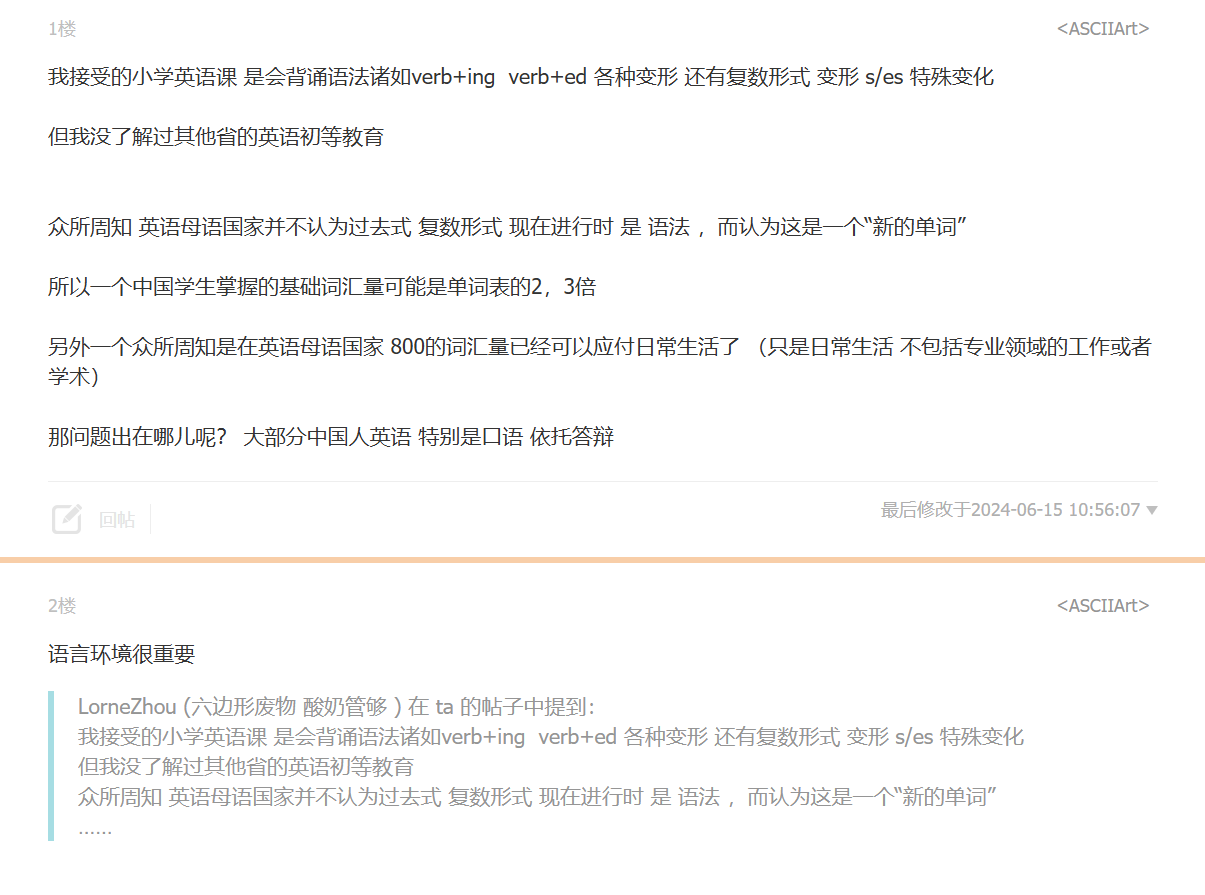 1楼
<ASCIIArt>
我接受的小学英语课 是会背诵语法诸如verb+ing  verb+ed 各种变形 还有复数形式 变形 s/es 特殊变化
但我没了解过其他省的英语初等教育
众所周知 英语母语国家并不认为过去式 复数形式 现在进行时 是 语法 ，而认为这是一个“新的单词”
所以一个中国学生掌握的基础词汇量可能是单词表的2，3倍
另外一个众所周知是在英语母语国家 800的词汇量已经可以应付日常生活了 （只是日常生活 不包括专业领域的工作或者
学术）
那问题出在哪儿呢？ 大部分中国人英语 特别是口语 依托答辩
回帖
最后修改于2024-06-15 10:56:07 ▼
2楼
<ASCIIArt>
语言环境很重要
LorneZhou (六边形废物 酸奶管够 ) 在 ta 的帖子中提到：
我接受的小学英语课 是会背诵语法诸如verb+ing  verb+ed 各种变形 还有复数形式 变形 s/es 特殊变化
但我没了解过其他省的英语初等教育
众所周知 英语母语国家并不认为过去式 复数形式 现在进行时 是 语法 ，而认为这是一个“新的单词”
……